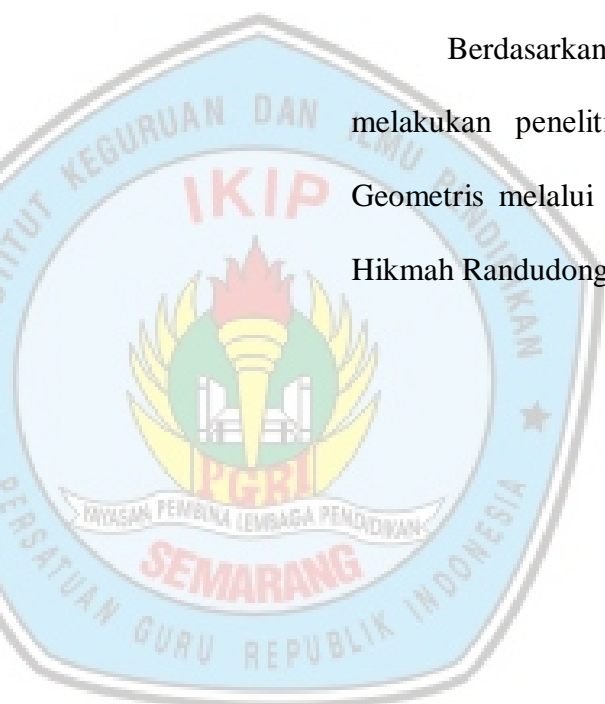 Berdasarkan
melakukan penelit
Geometris melalui
Hikmah Randudong
INSTITUT KEGURUAN DAN ILMU PENDIDIKAN
IKIP
PGRI
YAYASAN PEMBINA LEMBAGA PENDIDIKAN
SEMARANG
PERSATUAN GURU REPUBLIK INDONESIA